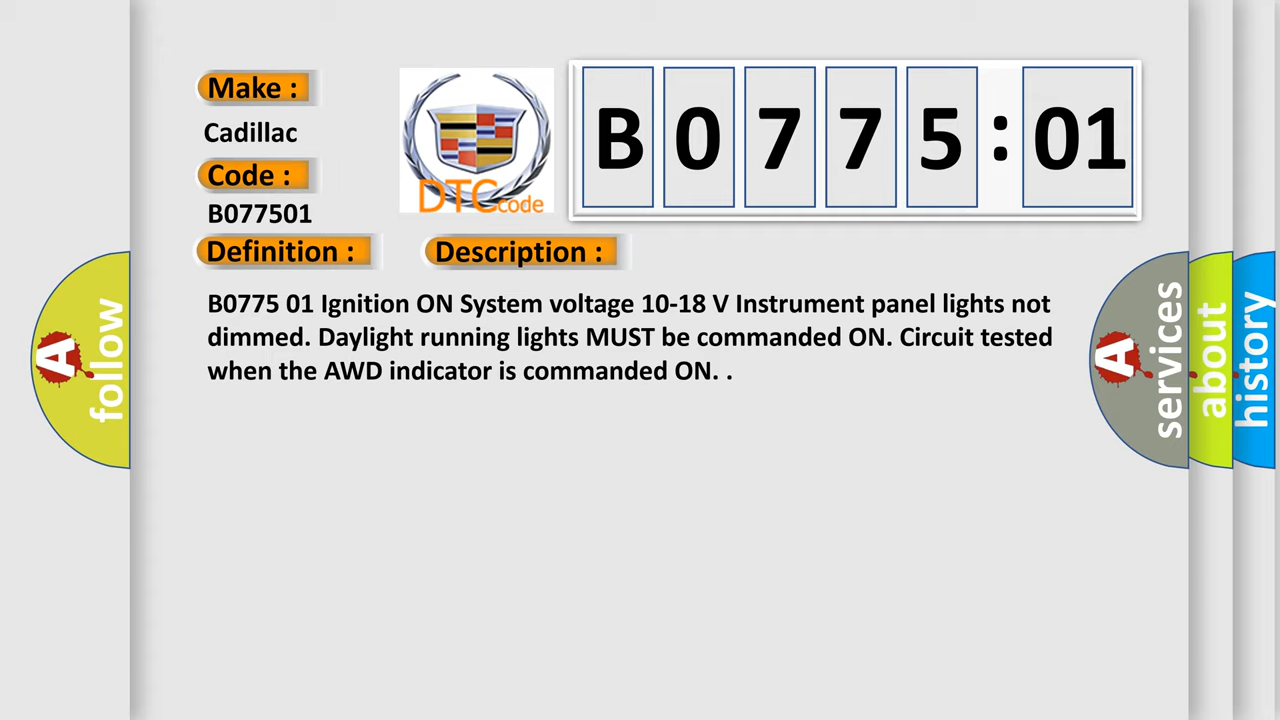 Make :
Cadillac
Code :
B077501
DTC code
B 0 7 7 5 : 01
Definition :
Description :
B0775 01 Ignition ON System voltage 10-18 V Instrument panel lights not
dimmed. Daylight running lights MUST be commanded ON. Circuit tested
when the AWD indicator is commanded ON. .
A follow
A services
about
history